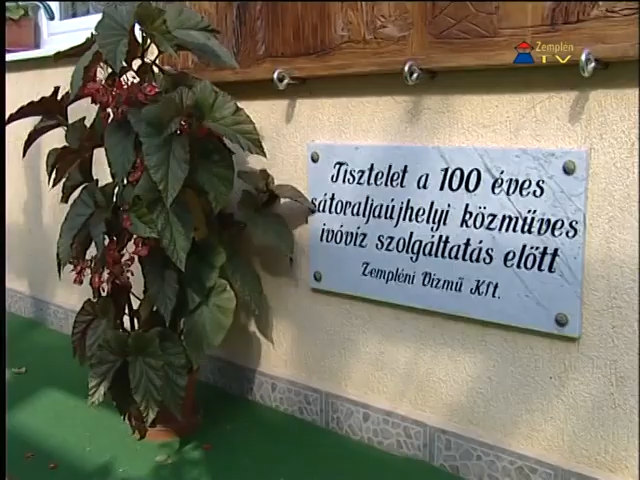 Zemplén
TV
Tisztelet a 100 éves
sátoraljaújhelyi közműves
ivóvíz szolgáltatás előtt
Zempléni Vízmű Kft.